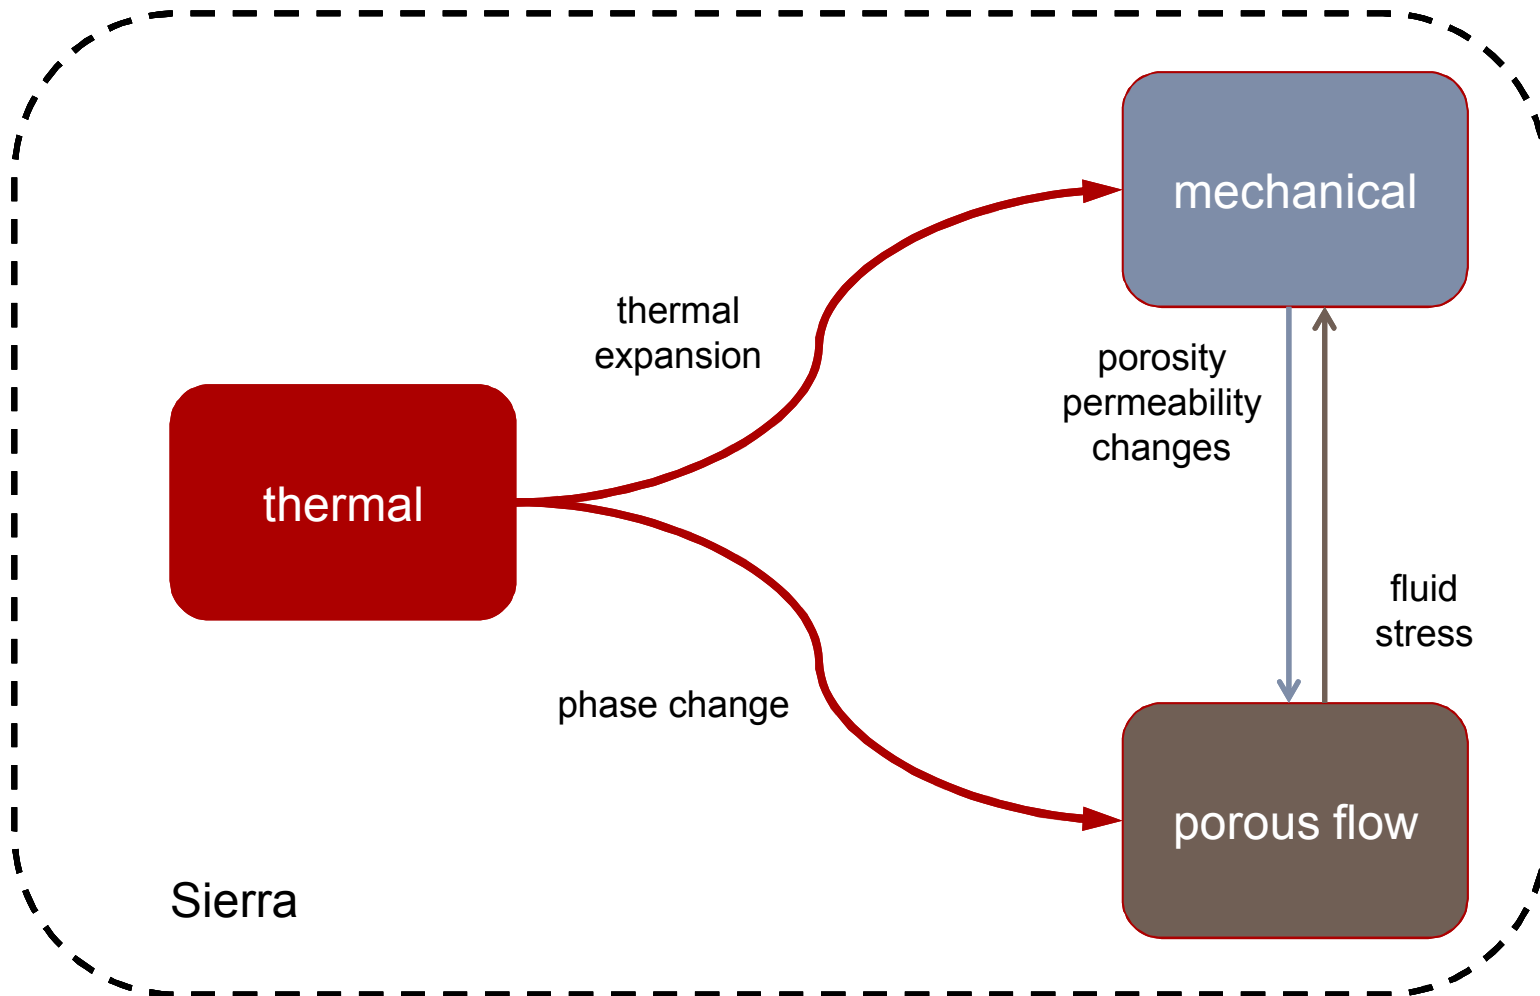 mechanical
thermal
expansion
porosity
permeability
changes
thermal
fluid
stress
phase change
porous flow
Sierra